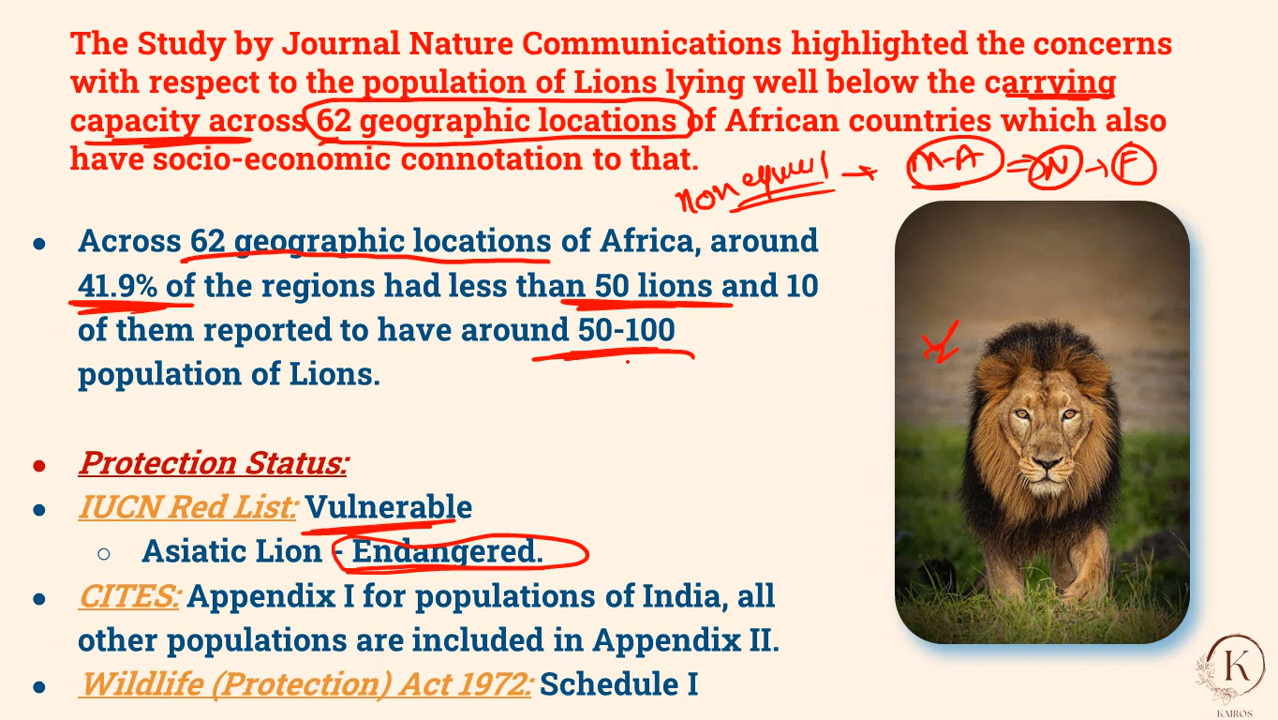 The Study by Journal Nature Communications highlighted the concerns
with respect to the population of Lions lying well below the carrying
capacity across 62 geographic locations of African countries which also
have socio-economic connotation to that.
non equal → M-A ⇒ N → F
● Across 62 geographic locations of Africa, around
41.9% of the regions had less than 50 lions and 10
of them reported to have around 50-100
population of Lions.
● Protection Status:
● IUCN Red List: Vulnerable
○ Asiatic Lion - Endangered.
● CITES: Appendix I for populations of India, all
other populations are included in Appendix II.
● Wildlife (Protection) Act 1972: Schedule I
K
KAIROS